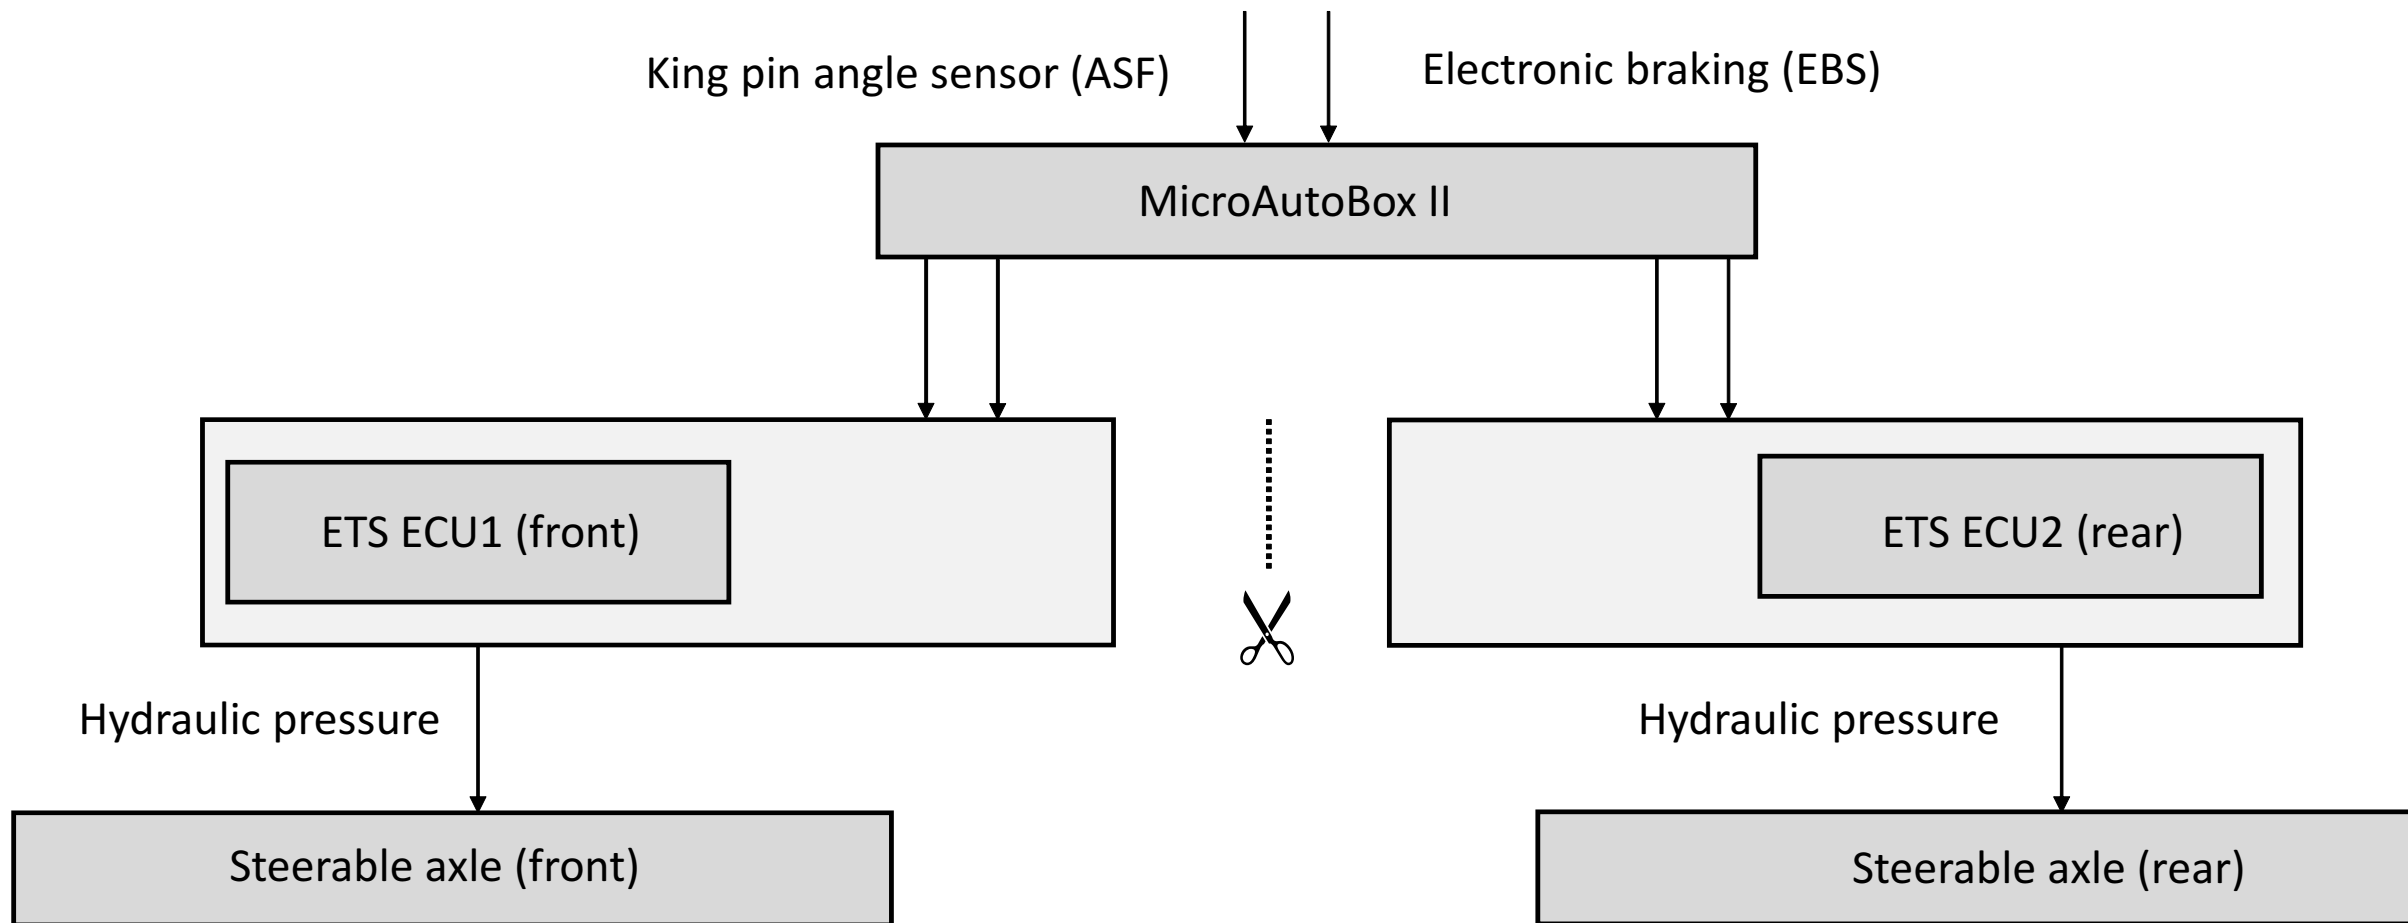 King pin angle sensor (ASF)
Electronic braking (EBS)
MicroAutoBox II
ETS ECU1 (front)
ETS ECU2 (rear)
Hydraulic pressure
Hydraulic pressure
Steerable axle (front)
Steerable axle (rear)